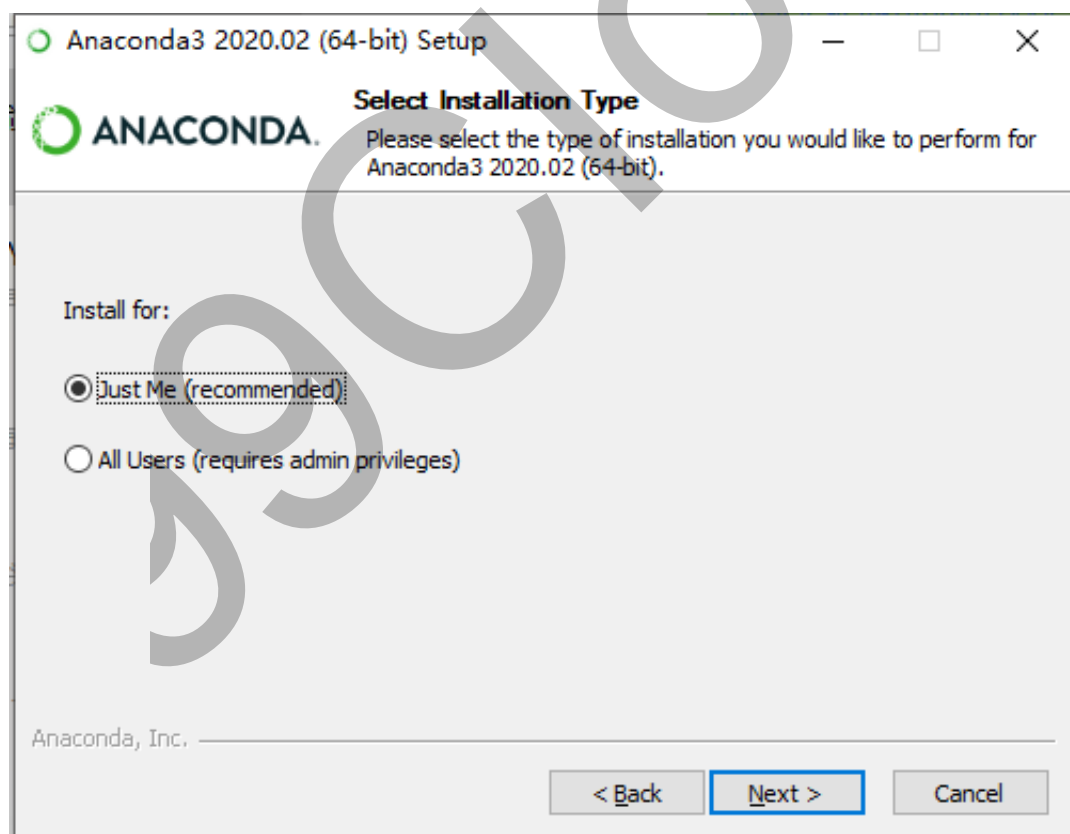 Anaconda3 2020.02 (64-bit) Setup
ANACONDA.
Select Installation Type
Please select the type of installation you would like to perform for
Anaconda3 2020.02 (64-bit).
Install for:
Just Me (recommended)
All Users (requires admin privileges)
Anaconda, Inc.
< Back
Next >
Cancel